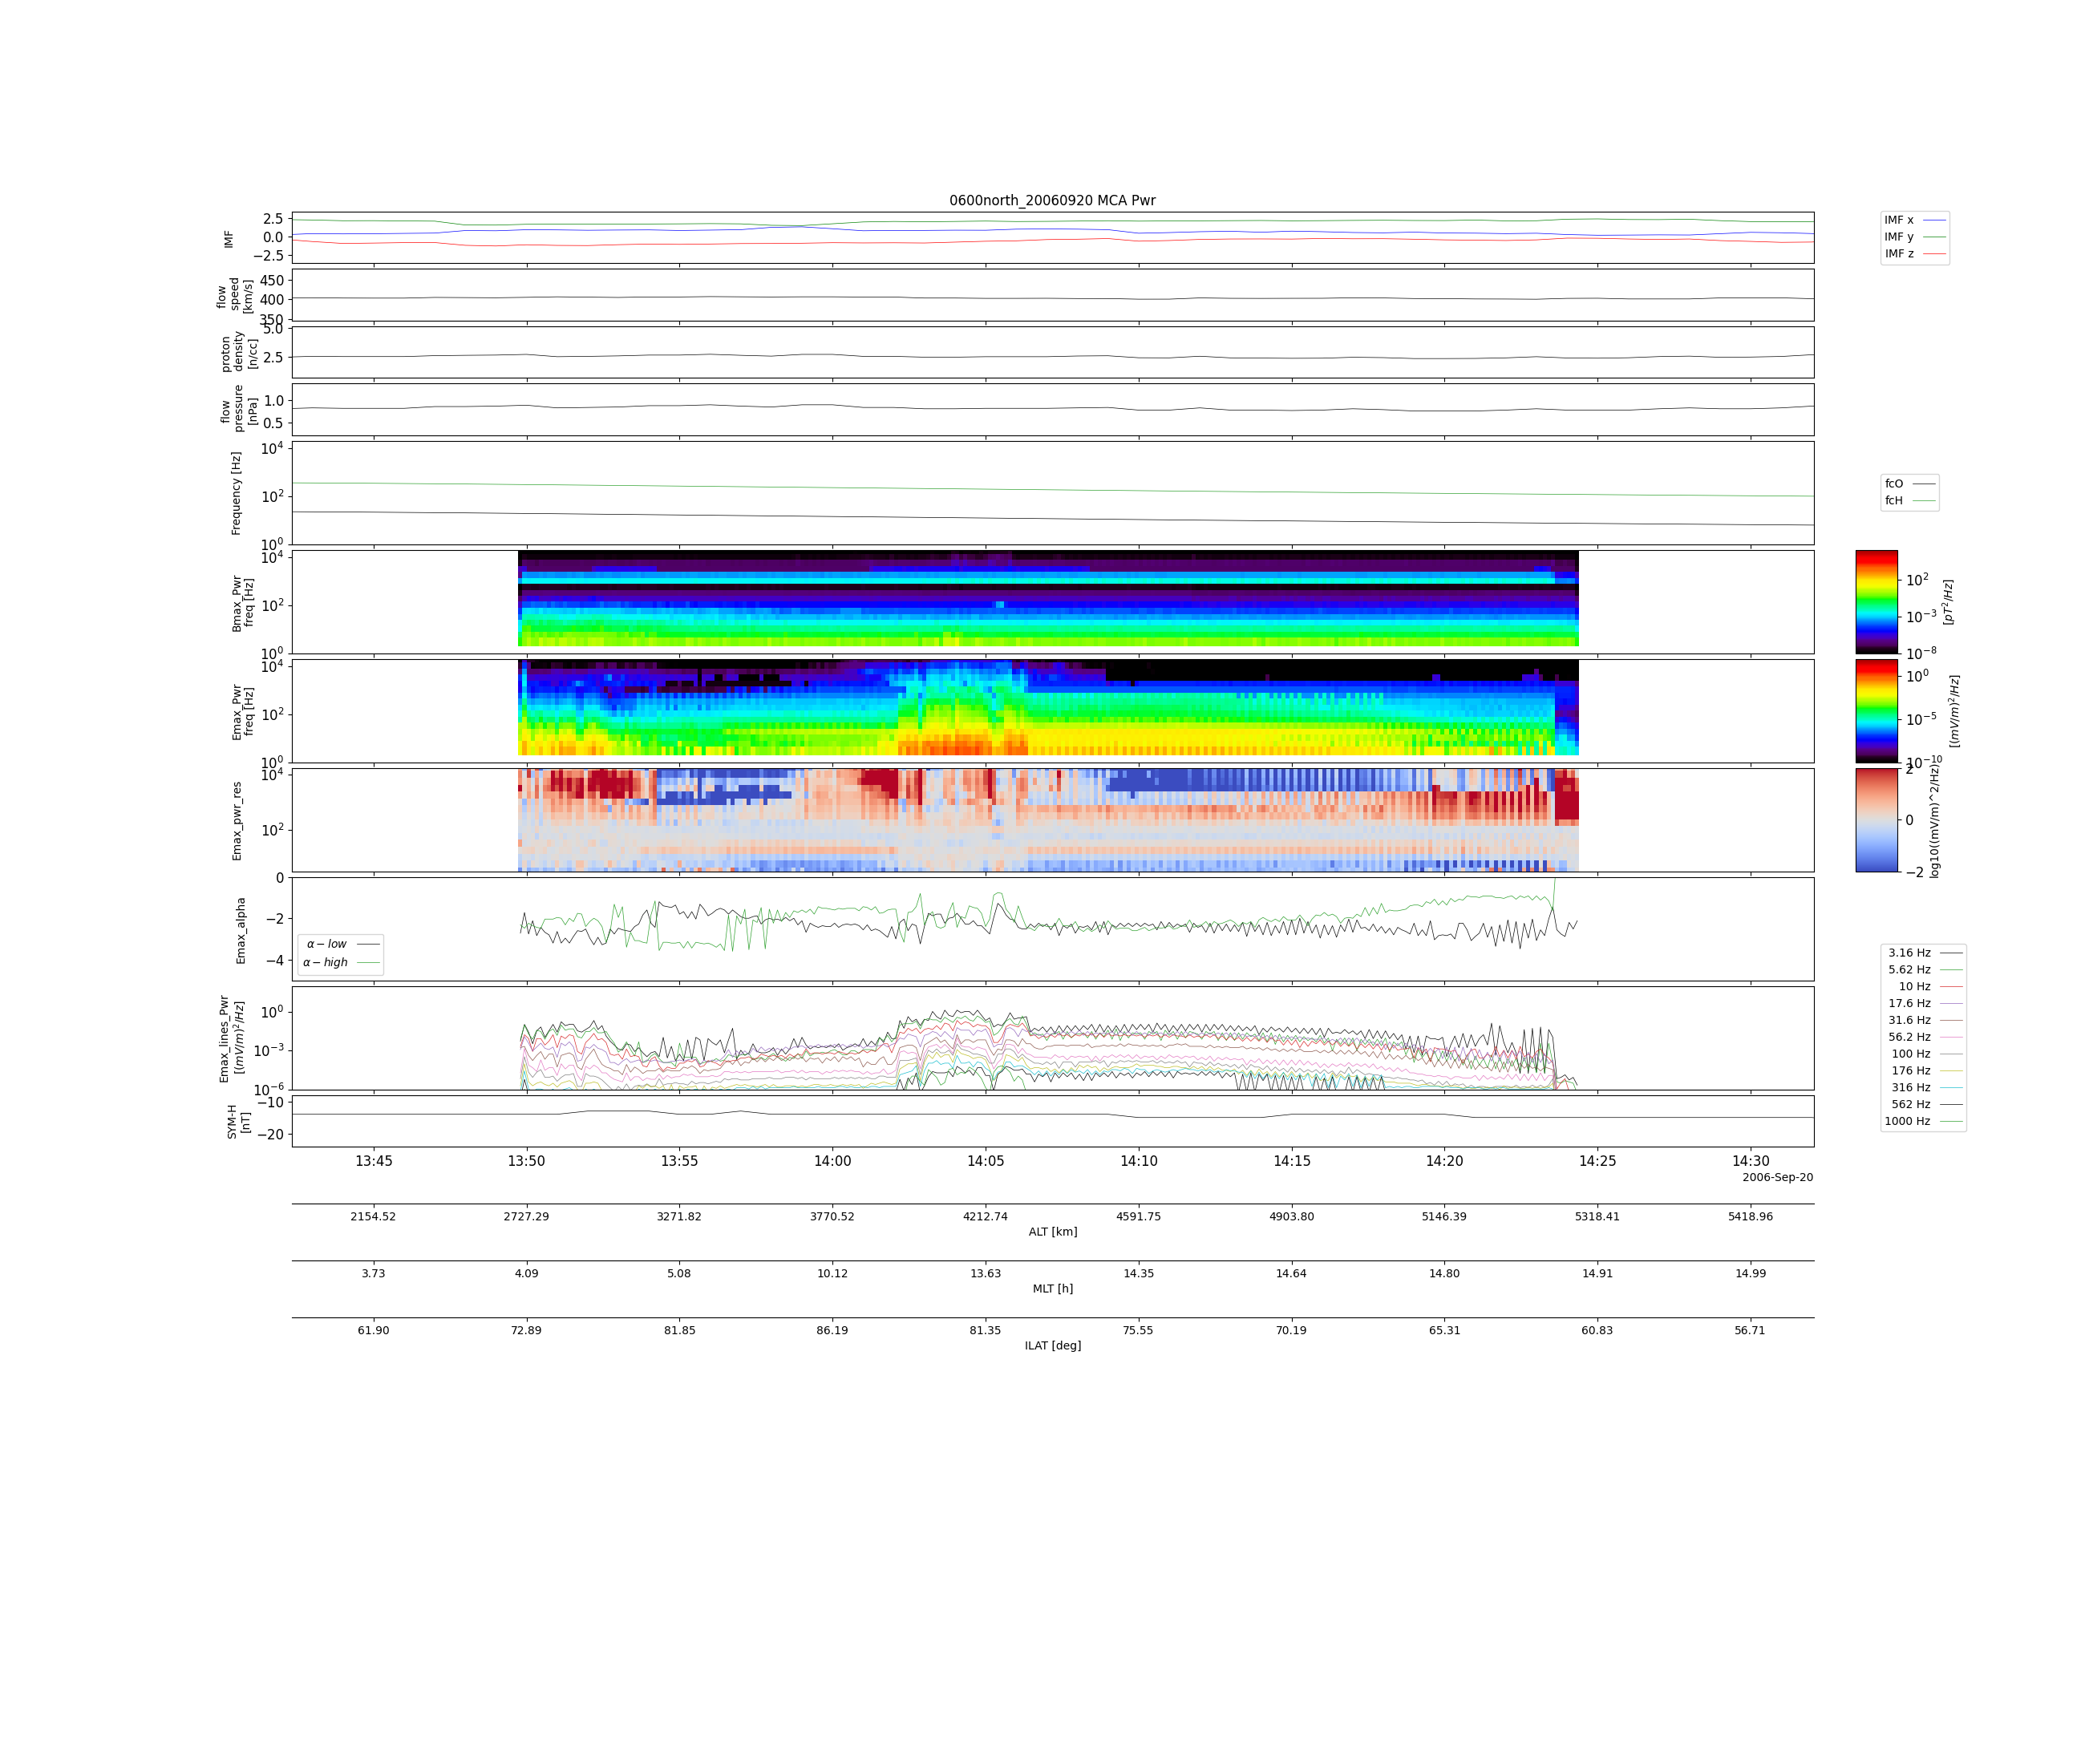 0600north_20060920 MCA Pwr
IMF
2.5
0.0
−2.5
IMF x
IMF y
IMF z
flow
speed
[km/s]
450
400
350
proton
density
[n/cc]
5.0
2.5
flow
pressure
[nPa]
1.0
0.5
Frequency [Hz]
10^4
10^2
10^0
fcO
fcH
Bmax_Pwr
freq [Hz]
10^4
10^2
10^0
10^2
10^−3
10^−8
[pT^2/Hz]
Emax_Pwr
freq [Hz]
10^4
10^2
10^0
10^0
10^−5
10^−10
[(mV/m)^2/Hz]
Emax_pwr_res
10^4
10^2
2
0
−2
log10((mV/m)^2/Hz)
Emax_alpha
0
−2
−4
α − low
α − high
Emax_lines_Pwr
[(mV/m)^2/Hz]
10^0
10^−3
10^−6
3.16 Hz
5.62 Hz
10 Hz
17.6 Hz
31.6 Hz
56.2 Hz
100 Hz
176 Hz
316 Hz
562 Hz
1000 Hz
SYM-H
[nT]
−10
−20
13:45 13:50 13:55 14:00 14:05 14:10 14:15 14:20 14:25 14:30
2006-Sep-20
2154.52 2727.29 3271.82 3770.52 4212.74 4591.75 4903.80 5146.39 5318.41 5418.96
ALT [km]
3.73 4.09 5.08 10.12 13.63 14.35 14.64 14.80 14.91 14.99
MLT [h]
61.90 72.89 81.85 86.19 81.35 75.55 70.19 65.31 60.83 56.71
ILAT [deg]